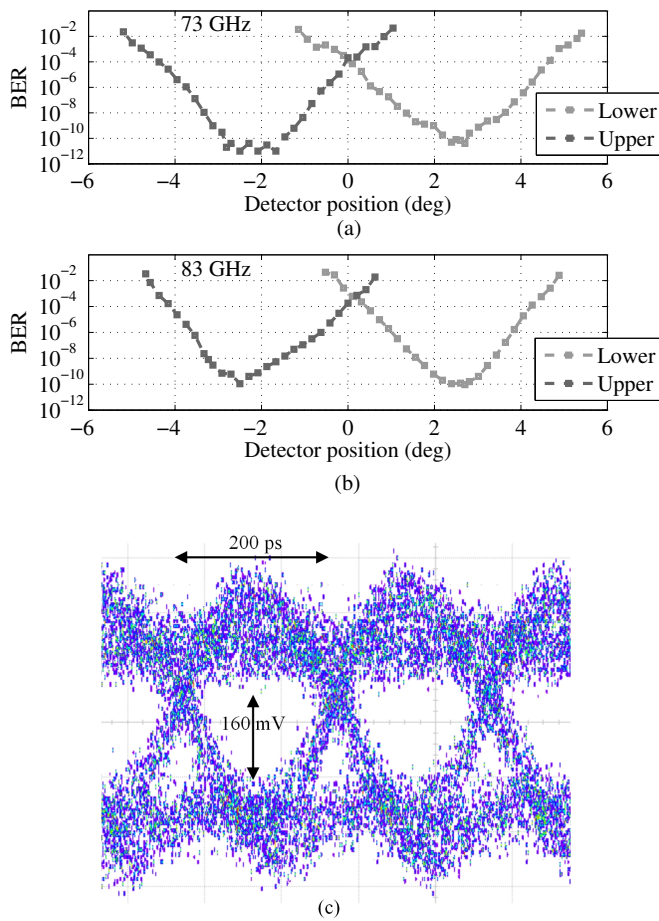 73 GHz
BER
10⁻²
10⁻⁴
10⁻⁶
10⁻⁸
10⁻¹⁰
10⁻¹²
Lower
Upper
−6 −4 −2 0 2 4 6
Detector position (deg)
(a)
83 GHz
BER
10⁻²
10⁻⁴
10⁻⁶
10⁻⁸
10⁻¹⁰
10⁻¹²
Lower
Upper
−6 −4 −2 0 2 4 6
Detector position (deg)
(b)
200 ps
160 mV
(c)